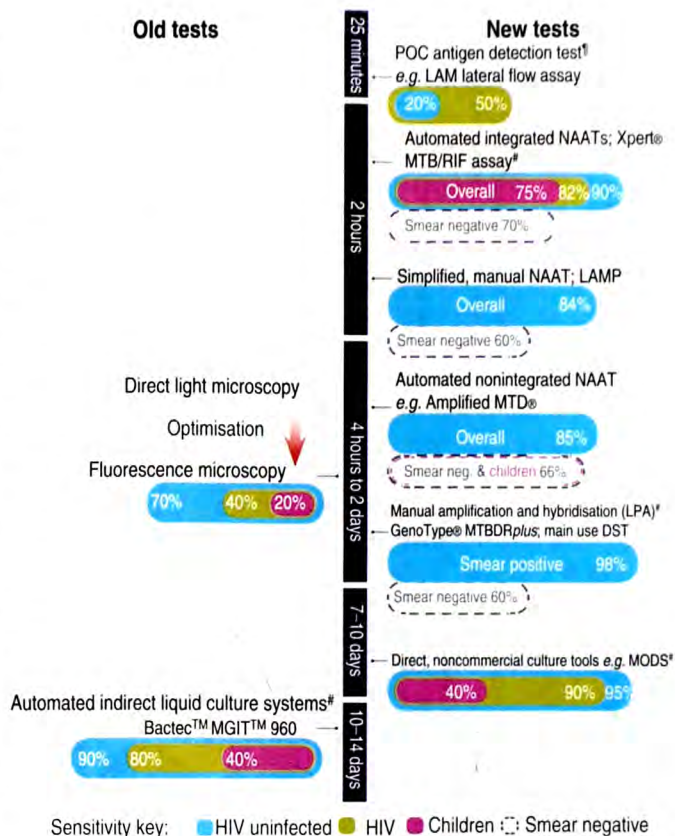 Old tests
New tests
25 minutes
POC antigen detection test¶
e.g. LAM lateral flow assay
20% 50%
Automated integrated NAATs; Xpert®
MTB/RIF assay#
Overall 75% 82% 90%
Smear negative 70%
2 hours
Simplified, manual NAAT; LAMP
Overall 84%
Smear negative 60%
Automated nonintegrated NAAT
e.g. Amplified MTD®
Overall 85%
Smear neg. & children 66%
Direct light microscopy
Optimisation
Fluorescence microscopy
70% 40% 20%
4 hours to 2 days
Manual amplification and hybridisation (LPA)#
GenoType® MTBDRplus; main use DST
Smear positive 98%
Smear negative 60%
7–10 days
Direct, noncommercial culture tools e.g. MODS#
40% 90% 95%
Automated indirect liquid culture systems#
Bactec™ MGIT™ 960
90% 80% 40%
10–14 days
Sensitivity key: HIV uninfected HIV Children Smear negative